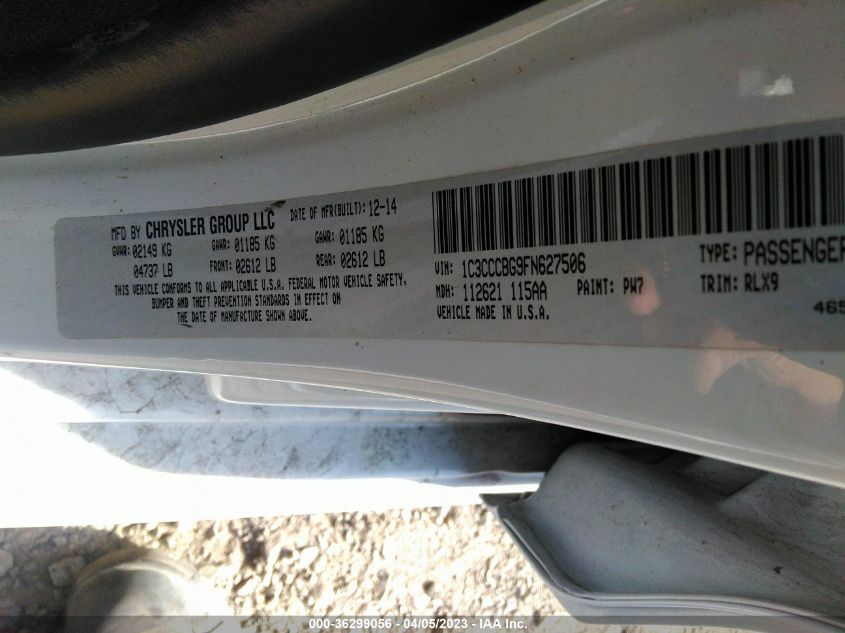 MFD BY CHRYSLER GROUP LLC DATE OF MFR(BUILT): 12-14
GVWR: 02149 KG GAWR: 01185 KG GAWR: 01185 KG
04737 LB FRONT: 02612 LB REAR: 02612 LB
THIS VEHICLE CONFORMS TO ALL APPLICABLE U.S.A. FEDERAL MOTOR VEHICLE SAFETY,
BUMPER AND THEFT PREVENTION STANDARDS IN EFFECT ON
THE DATE OF MANUFACTURE SHOWN ABOVE.
VIN: 1C3CCCBG9FN627506 TYPE: PASSENGER
MDH: 112621 115AA PAINT: PW7 TRIM: RLX9
VEHICLE MADE IN U.S.A. 465
000-36299056 - 04/05/2023 - IAA Inc.